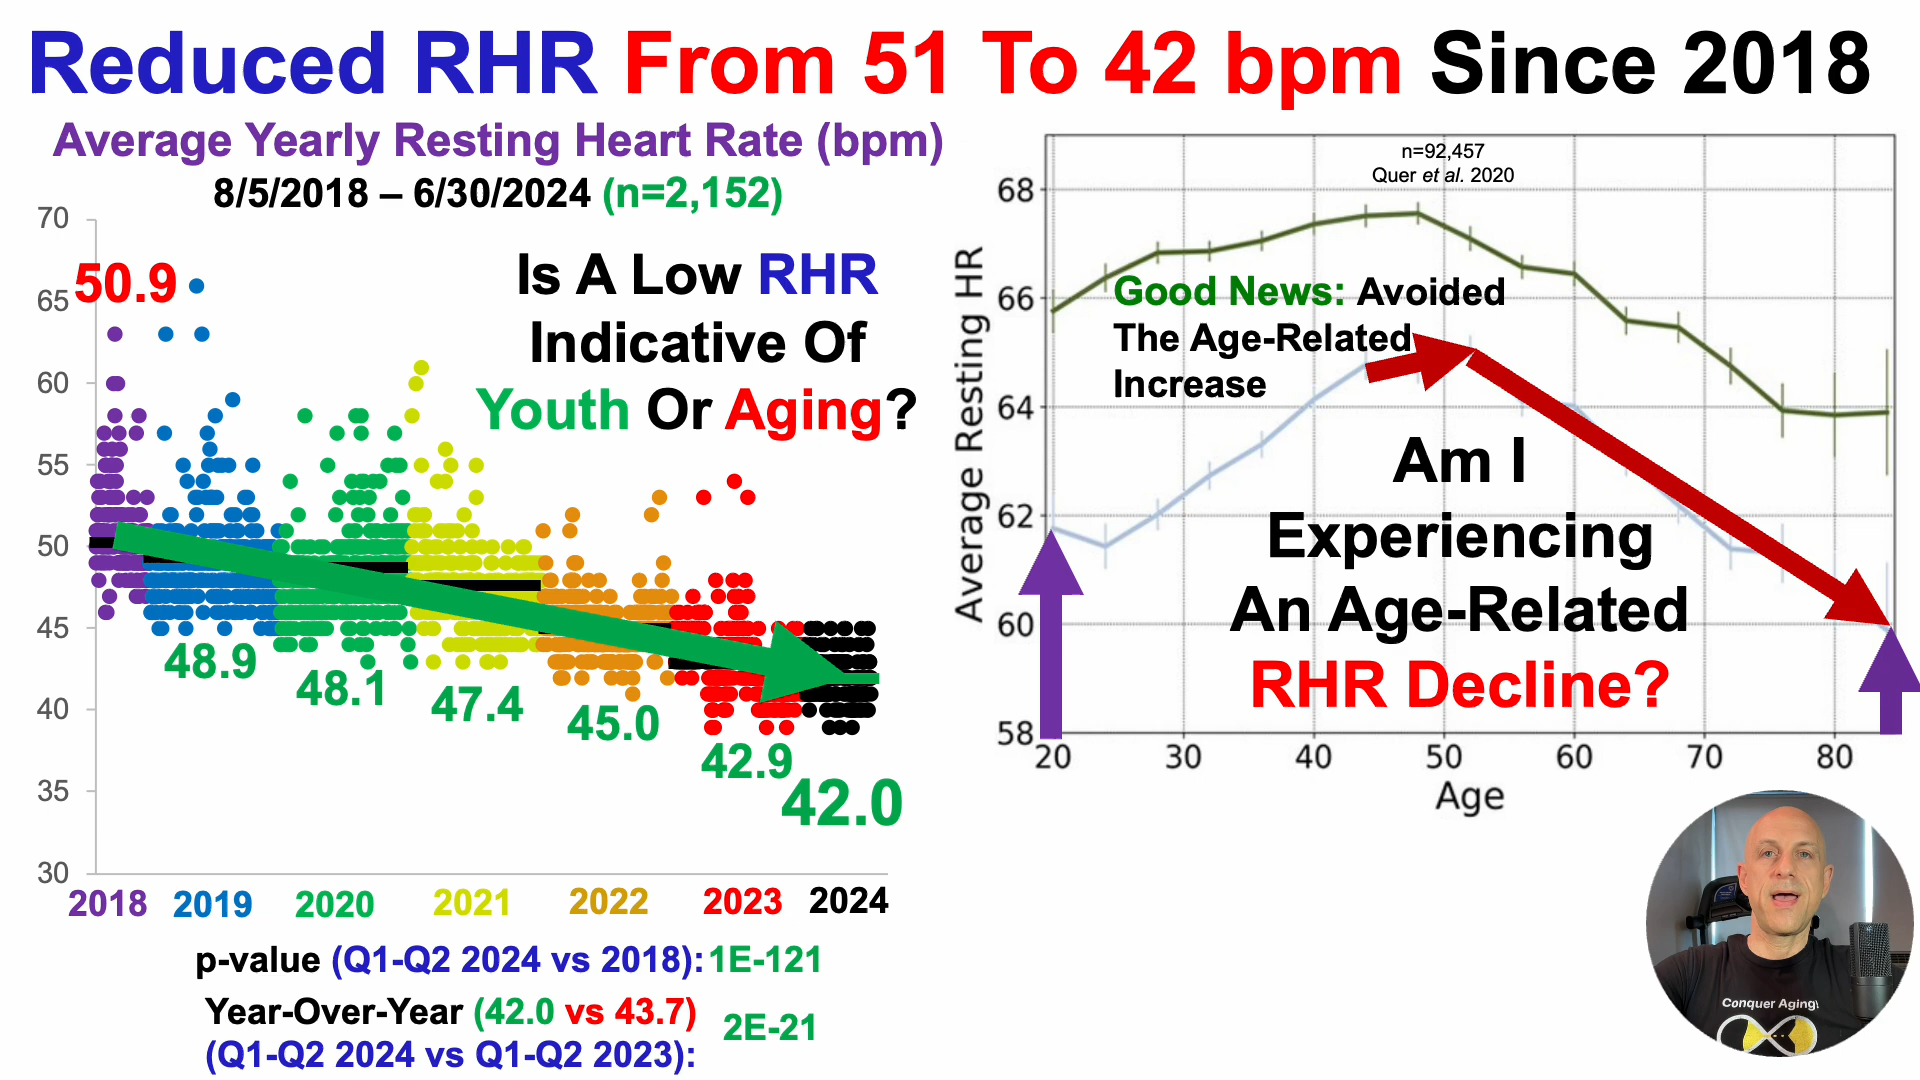 Reduced RHR From 51 To 42 bpm Since 2018
Average Yearly Resting Heart Rate (bpm)
8/5/2018 – 6/30/2024 (n=2,152)
70
65
60
55
50
45
40
35
30
50.9
48.9
48.1
47.4
45.0
42.9
42.0
Is A Low RHR
Indicative Of
Youth Or Aging?
2018 2019 2020 2021 2022 2023 2024
p-value (Q1-Q2 2024 vs 2018): 1E-121
Year-Over-Year (42.0 vs 43.7)
(Q1-Q2 2024 vs Q1-Q2 2023):
2E-21
n=92,457
Quer et al. 2020
Average Resting HR
68
66
64
62
60
58
Good News: Avoided
The Age-Related
Increase
Am I
Experiencing
An Age-Related
RHR Decline?
20 30 40 50 60 70 80
Age
Conquer Aging!